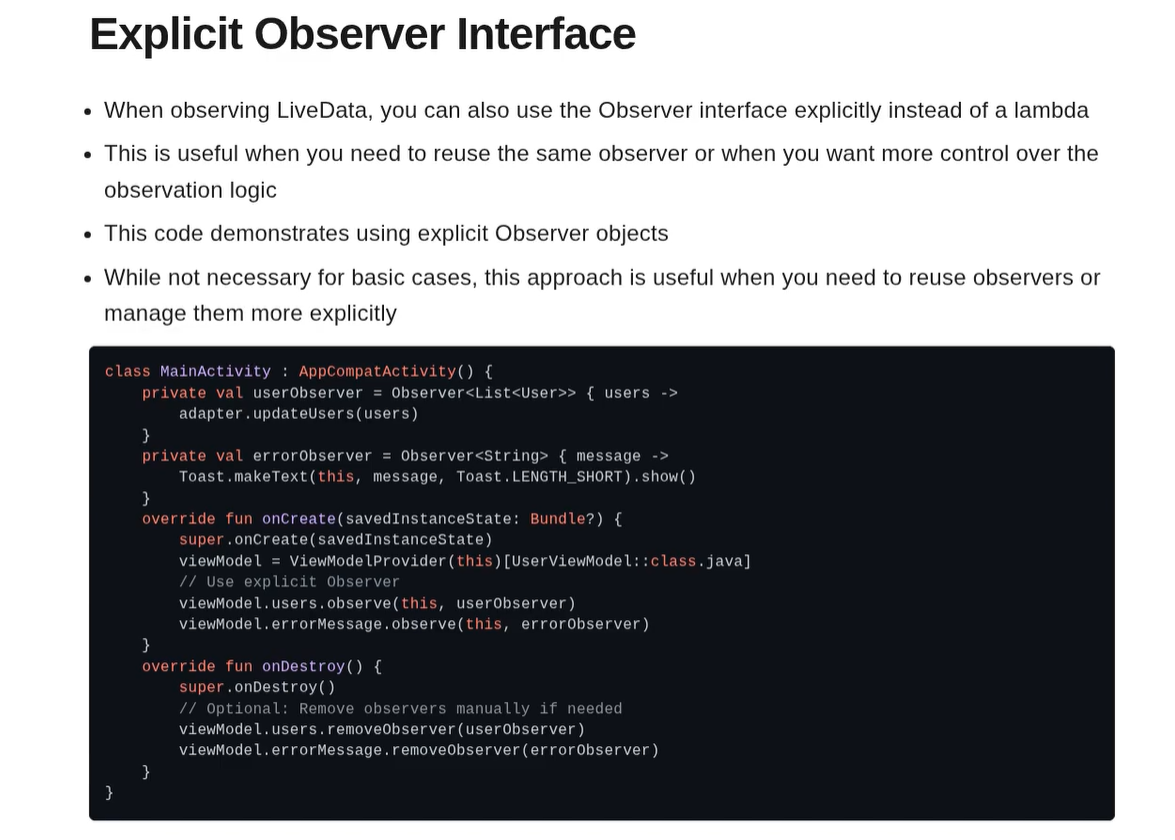 Explicit Observer Interface
• When observing LiveData, you can also use the Observer interface explicitly instead of a lambda
• This is useful when you need to reuse the same observer or when you want more control over the
observation logic
• This code demonstrates using explicit Observer objects
• While not necessary for basic cases, this approach is useful when you need to reuse observers or
manage them more explicitly
class MainActivity : AppCompatActivity() {
    private val userObserver = Observer<List<User>> { users ->
        adapter.updateUsers(users)
    }
    private val errorObserver = Observer<String> { message ->
        Toast.makeText(this, message, Toast.LENGTH_SHORT).show()
    }
    override fun onCreate(savedInstanceState: Bundle?) {
        super.onCreate(savedInstanceState)
        viewModel = ViewModelProvider(this)[UserViewModel::class.java]
        // Use explicit Observer
        viewModel.users.observe(this, userObserver)
        viewModel.errorMessage.observe(this, errorObserver)
    }
    override fun onDestroy() {
        super.onDestroy()
        // Optional: Remove observers manually if needed
        viewModel.users.removeObserver(userObserver)
        viewModel.errorMessage.removeObserver(errorObserver)
    }
}